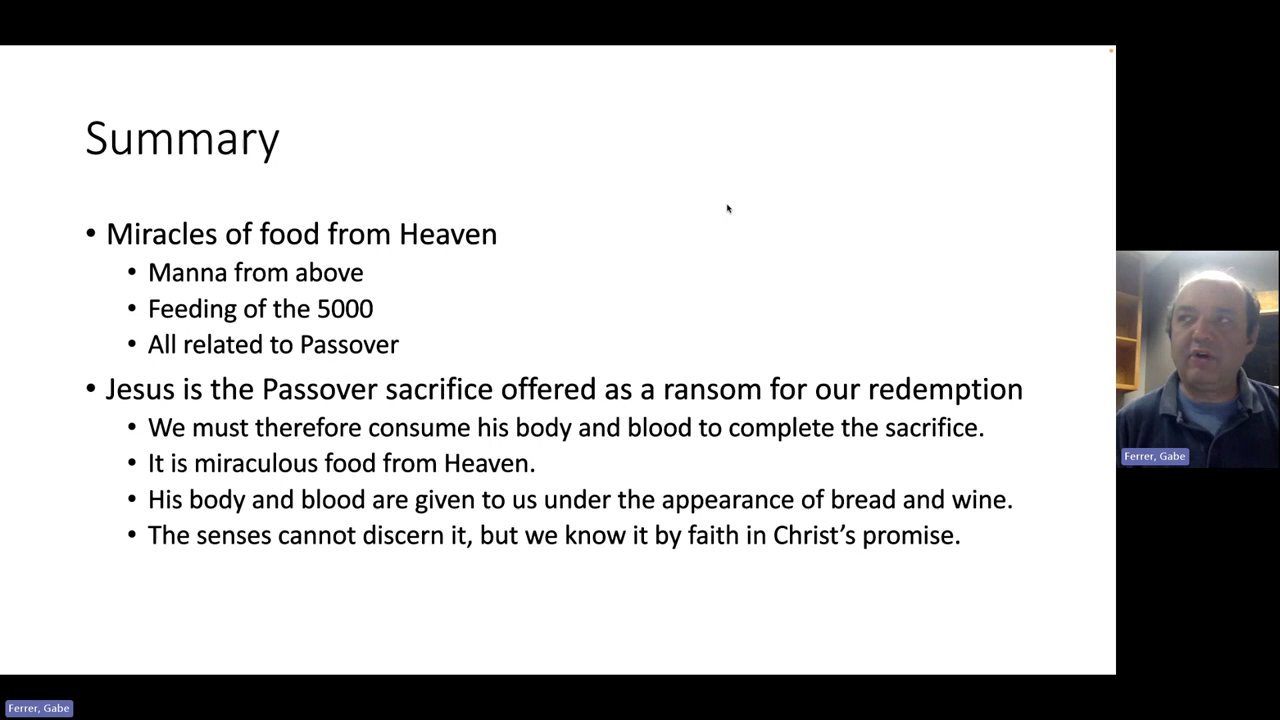 Summary
• Miracles of food from Heaven
• Manna from above
• Feeding of the 5000
• All related to Passover
• Jesus is the Passover sacrifice offered as a ransom for our redemption
• We must therefore consume his body and blood to complete the sacrifice.
• It is miraculous food from Heaven.
• His body and blood are given to us under the appearance of bread and wine.
• The senses cannot discern it, but we know it by faith in Christ’s promise.
Ferrer, Gabe
Ferrer, Gabe